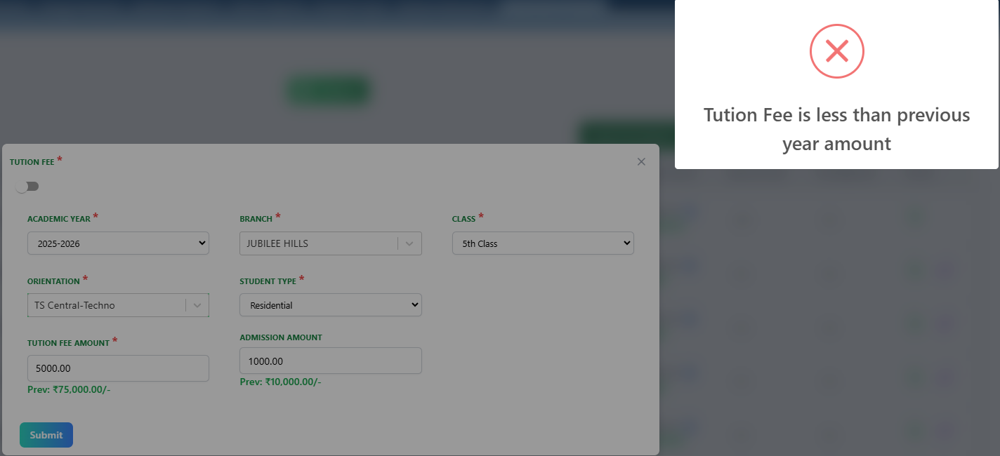 Tution Fee is less than previous
year amount
TUTION FEE *
ACADEMIC YEAR *
BRANCH *
CLASS *
2025-2026
JUBILEE HILLS
5th Class
ORIENTATION *
STUDENT TYPE *
TS Central-Techno
Residential
TUTION FEE AMOUNT *
ADMISSION AMOUNT
5000.00
1000.00
Prev: ₹75,000.00/-
Prev: ₹10,000.00/-
Submit